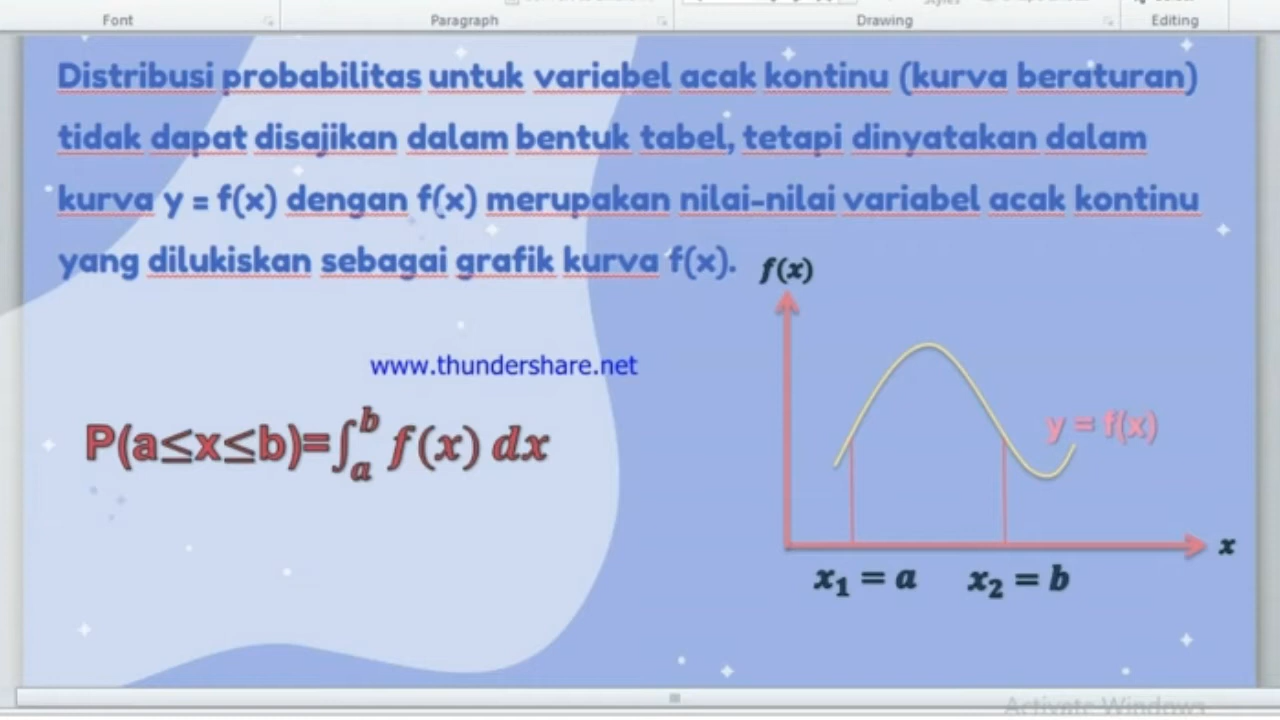 Font Paragraph Drawing Editing
Distribusi probabilitas untuk variabel acak kontinu (kurva beraturan)
tidak dapat disajikan dalam bentuk tabel, tetapi dinyatakan dalam
kurva y = f(x) dengan f(x) merupakan nilai-nilai variabel acak kontinu
yang dilukiskan sebagai grafik kurva f(x).
f(x)
www.thundershare.net
P(a≤x≤b)=∫ₐᵇ f(x) dx
y = f(x)
x
x₁ = a x₂ = b
Activate Windows